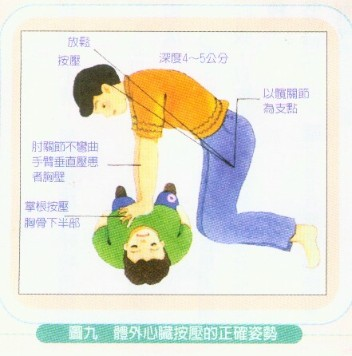 放鬆
按壓
深度4～5公分
以髖關節
為支點
肘關節不彎曲
手臂垂直壓患
者胸壁
掌根按壓
胸骨下半部
圖九 體外心臟按壓的正確姿勢